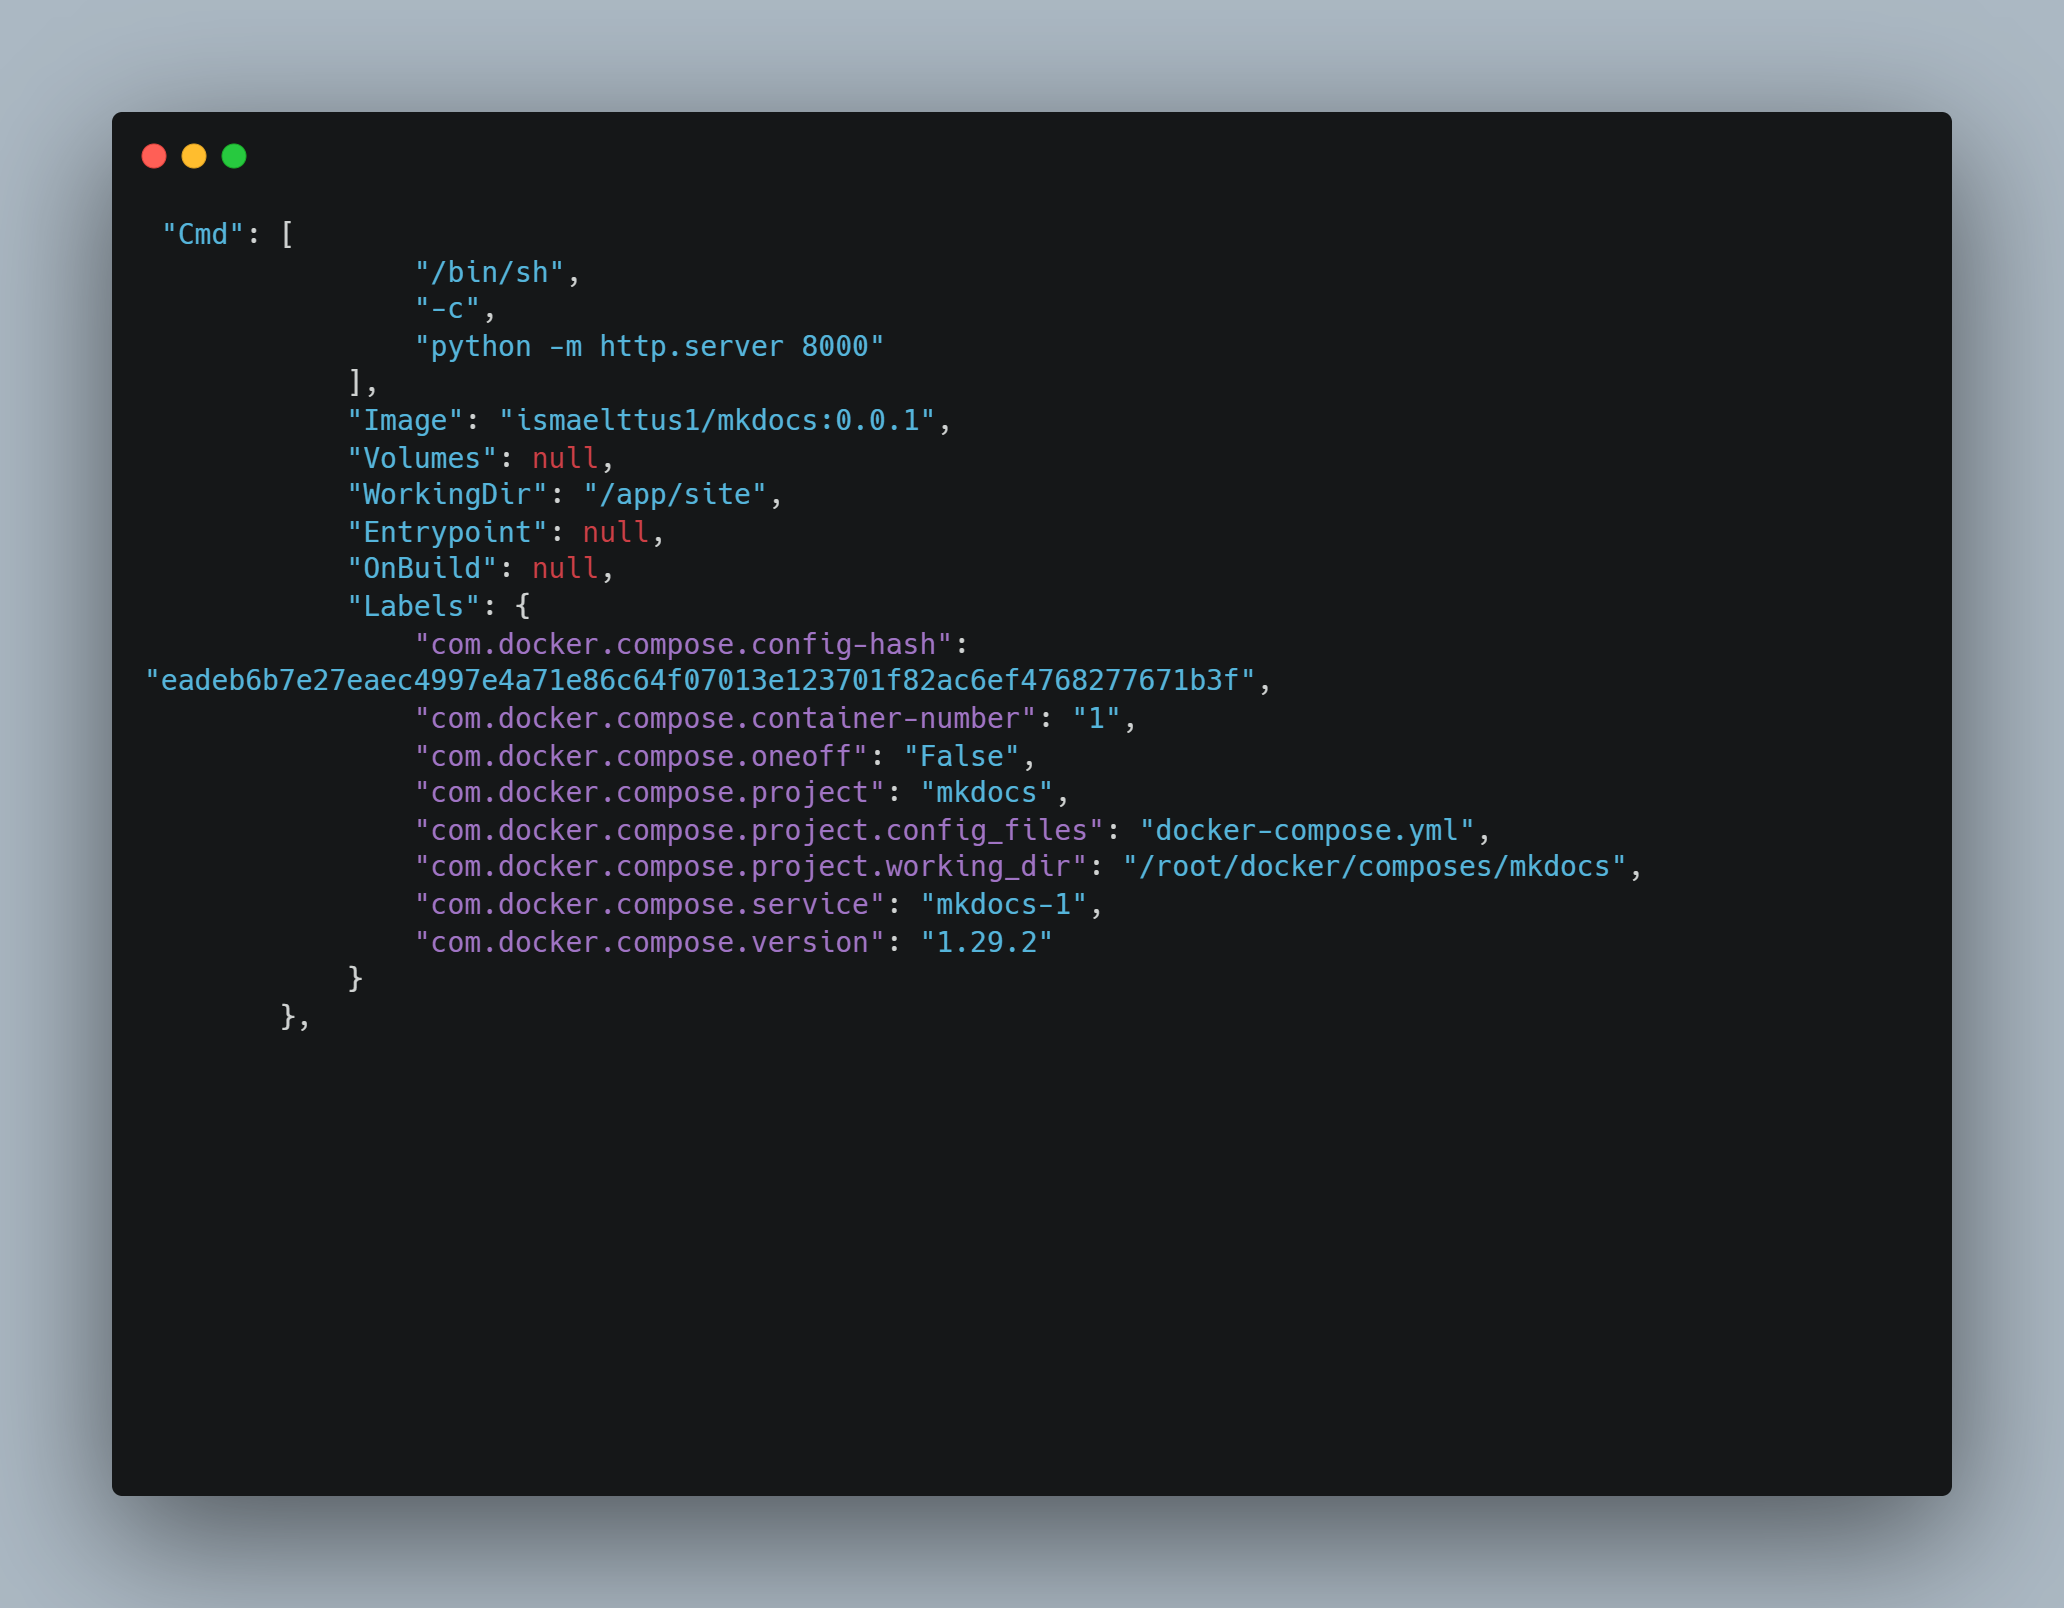 "Cmd": [
"/bin/sh",
"-c",
"python -m http.server 8000"
],
"Image": "ismaelttus1/mkdocs:0.0.1",
"Volumes": null,
"WorkingDir": "/app/site",
"Entrypoint": null,
"OnBuild": null,
"Labels": {
"com.docker.compose.config-hash":
"eadeb6b7e27eaec4997e4a71e86c64f07013e123701f82ac6ef4768277671b3f",
"com.docker.compose.container-number": "1",
"com.docker.compose.oneoff": "False",
"com.docker.compose.project": "mkdocs",
"com.docker.compose.project.config_files": "docker-compose.yml",
"com.docker.compose.project.working_dir": "/root/docker/composes/mkdocs",
"com.docker.compose.service": "mkdocs-1",
"com.docker.compose.version": "1.29.2"
}
},